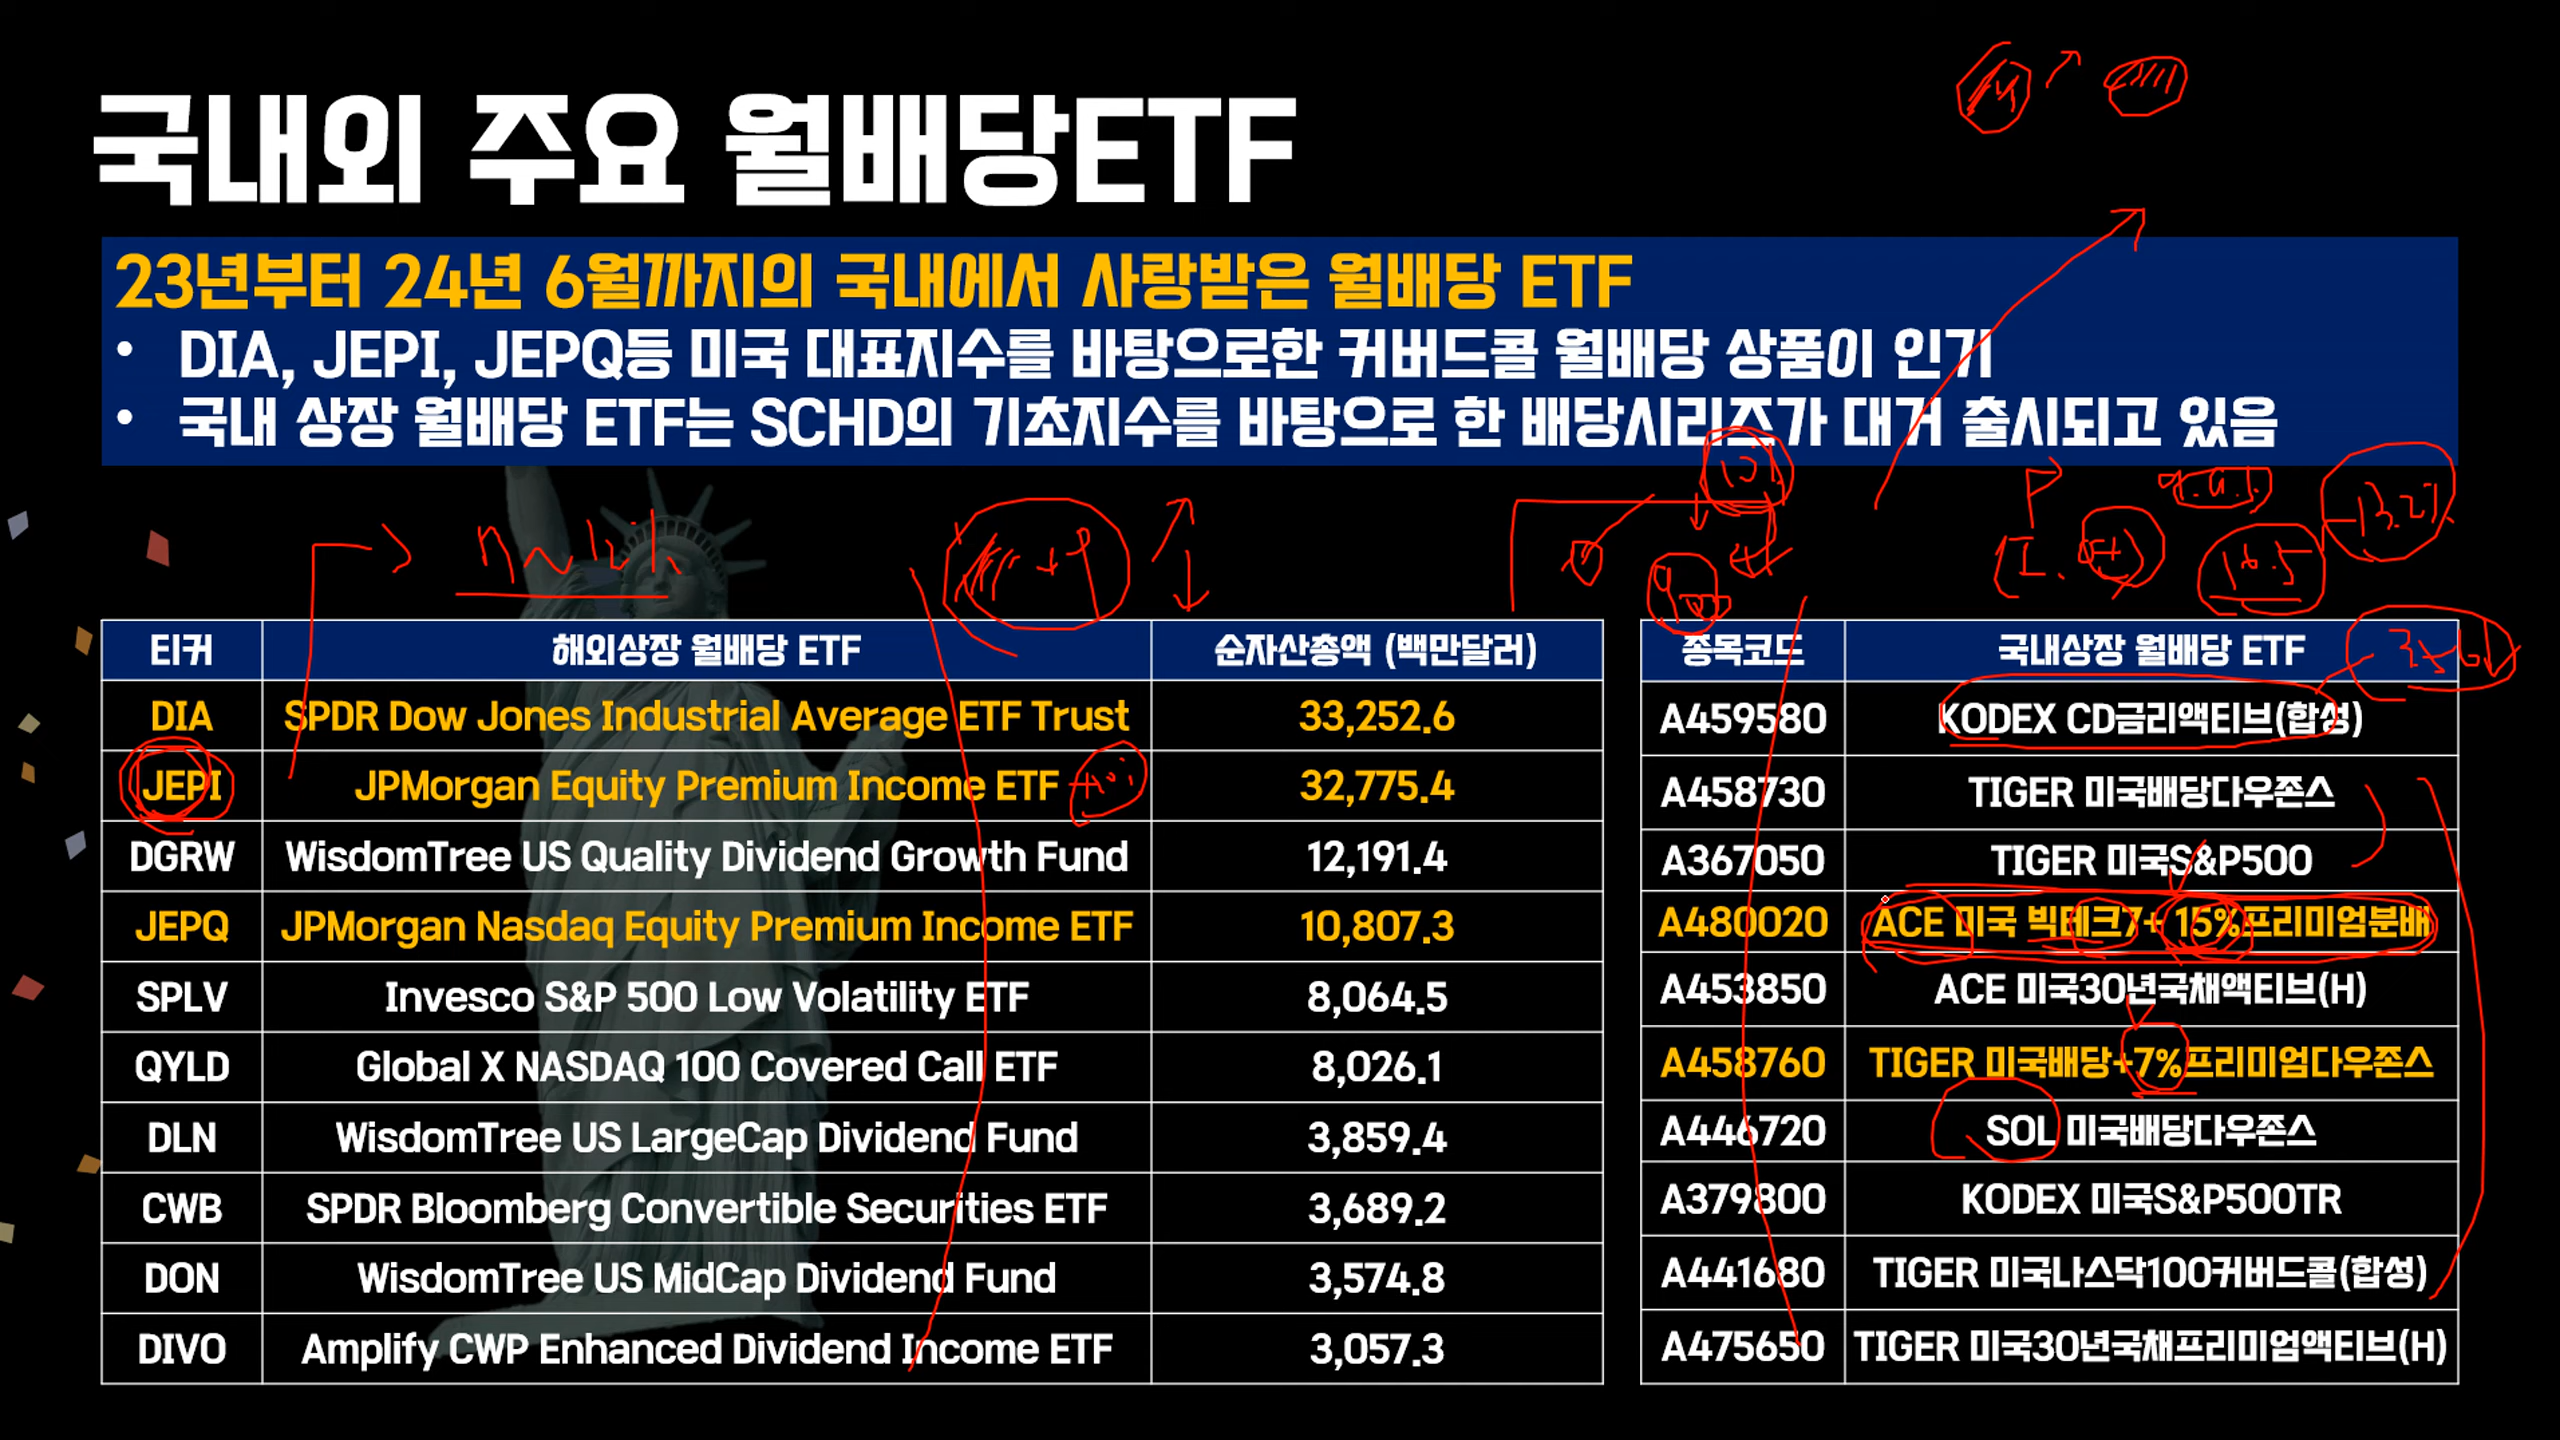 국내외 주요 월배당ETF
23년부터 24년 6월까지의 국내에서 사랑받은 월배당 ETF
• DIA, JEPI, JEPQ등 미국 대표지수를 바탕으로한 커버드콜 월배당 상품이 인기
• 국내 상장 월배당 ETF는 SCHD의 기초지수를 바탕으로 한 배당시리즈가 대거 출시되고 있음
16.5
13.2%
티커 해외상장 월배당 ETF 순자산총액 (백만달러)
DIA SPDR Dow Jones Industrial Average ETF Trust 33,252.6
JEPI JPMorgan Equity Premium Income ETF 32,775.4
DGRW WisdomTree US Quality Dividend Growth Fund 12,191.4
JEPQ JPMorgan Nasdaq Equity Premium Income ETF 10,807.3
SPLV Invesco S&P 500 Low Volatility ETF 8,064.5
QYLD Global X NASDAQ 100 Covered Call ETF 8,026.1
DLN WisdomTree US LargeCap Dividend Fund 3,859.4
CWB SPDR Bloomberg Convertible Securities ETF 3,689.2
DON WisdomTree US MidCap Dividend Fund 3,574.8
DIVO Amplify CWP Enhanced Dividend Income ETF 3,057.3
종목코드 국내상장 월배당 ETF
A459580 KODEX CD금리액티브(합성)
A458730 TIGER 미국배당다우존스
A367050 TIGER 미국S&P500
A480020 ACE 미국 빅테크7+ 15%프리미엄분배
A453850 ACE 미국30년국채액티브(H)
A458760 TIGER 미국배당+7%프리미엄다우존스
A446720 SOL 미국배당다우존스
A379800 KODEX 미국S&P500TR
A441680 TIGER 미국나스닥100커버드콜(합성)
A475650 TIGER 미국30년국채프리미엄액티브(H)